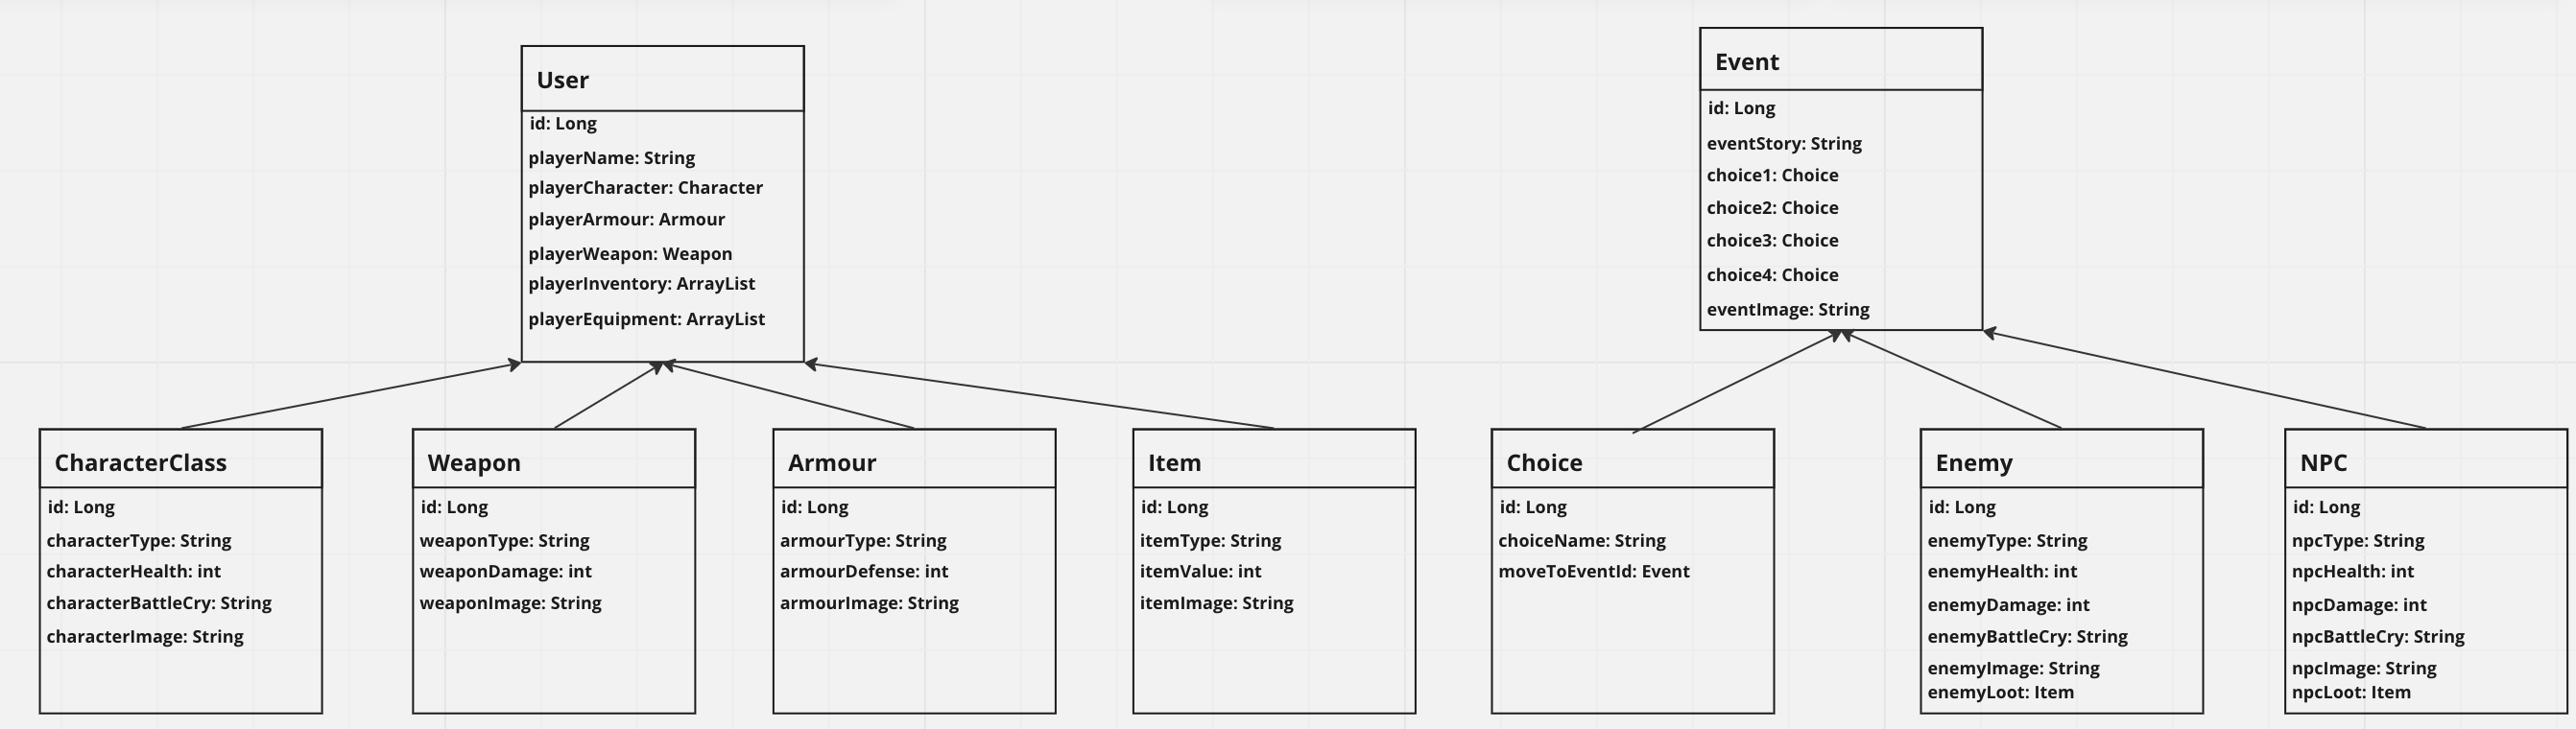 User
id: Long
playerName: String
playerCharacter: Character
playerArmour: Armour
playerWeapon: Weapon
playerInventory: ArrayList
playerEquipment: ArrayList
Event
id: Long
eventStory: String
choice1: Choice
choice2: Choice
choice3: Choice
choice4: Choice
eventImage: String
CharacterClass
id: Long
characterType: String
characterHealth: int
characterBattleCry: String
characterImage: String
Weapon
id: Long
weaponType: String
weaponDamage: int
weaponImage: String
Armour
id: Long
armourType: String
armourDefense: int
armourImage: String
Item
id: Long
itemType: String
itemValue: int
itemImage: String
Choice
id: Long
choiceName: String
moveToEventId: Event
Enemy
id: Long
enemyType: String
enemyHealth: int
enemyDamage: int
enemyBattleCry: String
enemyImage: String
enemyLoot: Item
NPC
id: Long
npcType: String
npcHealth: int
npcDamage: int
npcBattleCry: String
npcImage: String
npcLoot: Item